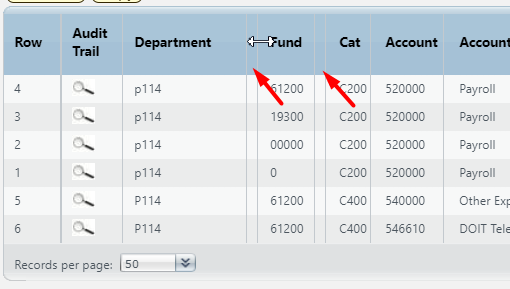 Row Audit Trail Department Fund Cat Account Account
4 p114 61200 C200 520000 Payroll
3 p114 19300 C200 520000 Payroll
2 p114 00000 C200 520000 Payroll
1 p114 0 C200 520000 Payroll
5 P114 61200 C400 540000 Other Exp
6 P114 61200 C400 546610 DOIT Tele
Records per page: 50